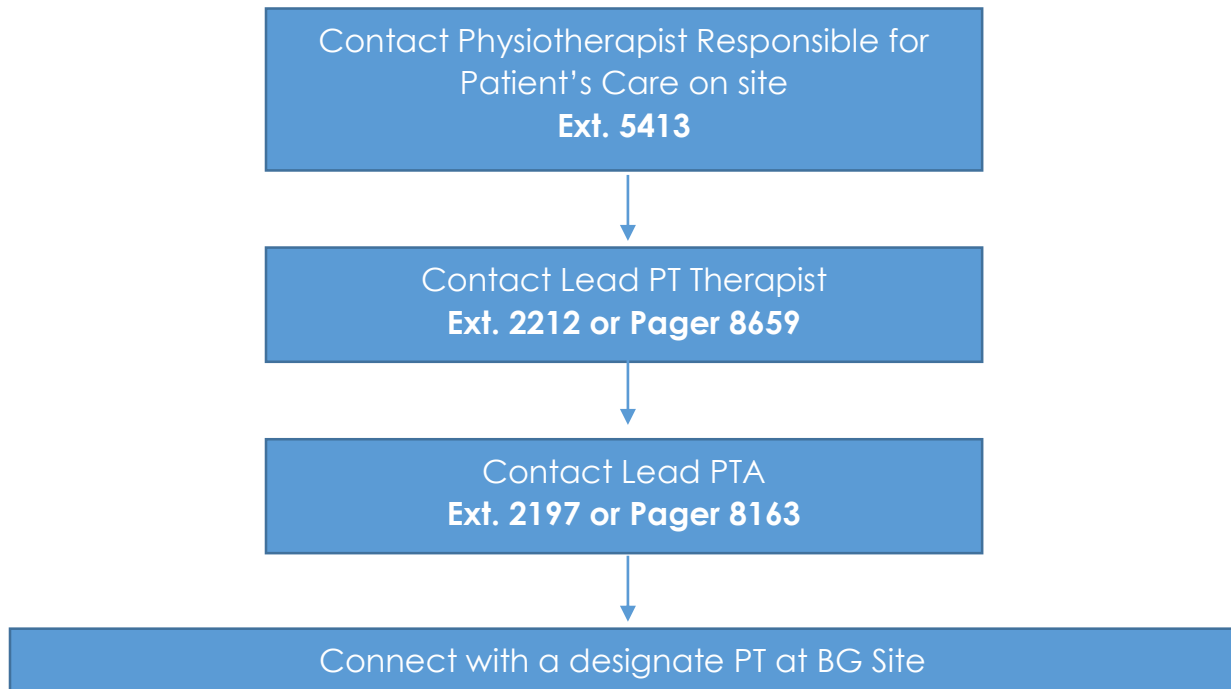 Contact Physiotherapist Responsible for
Patient’s Care on site
Ext. 5413
Contact Lead PT Therapist
Ext. 2212 or Pager 8659
Contact Lead PTA
Ext. 2197 or Pager 8163
Connect with a designate PT at BG Site